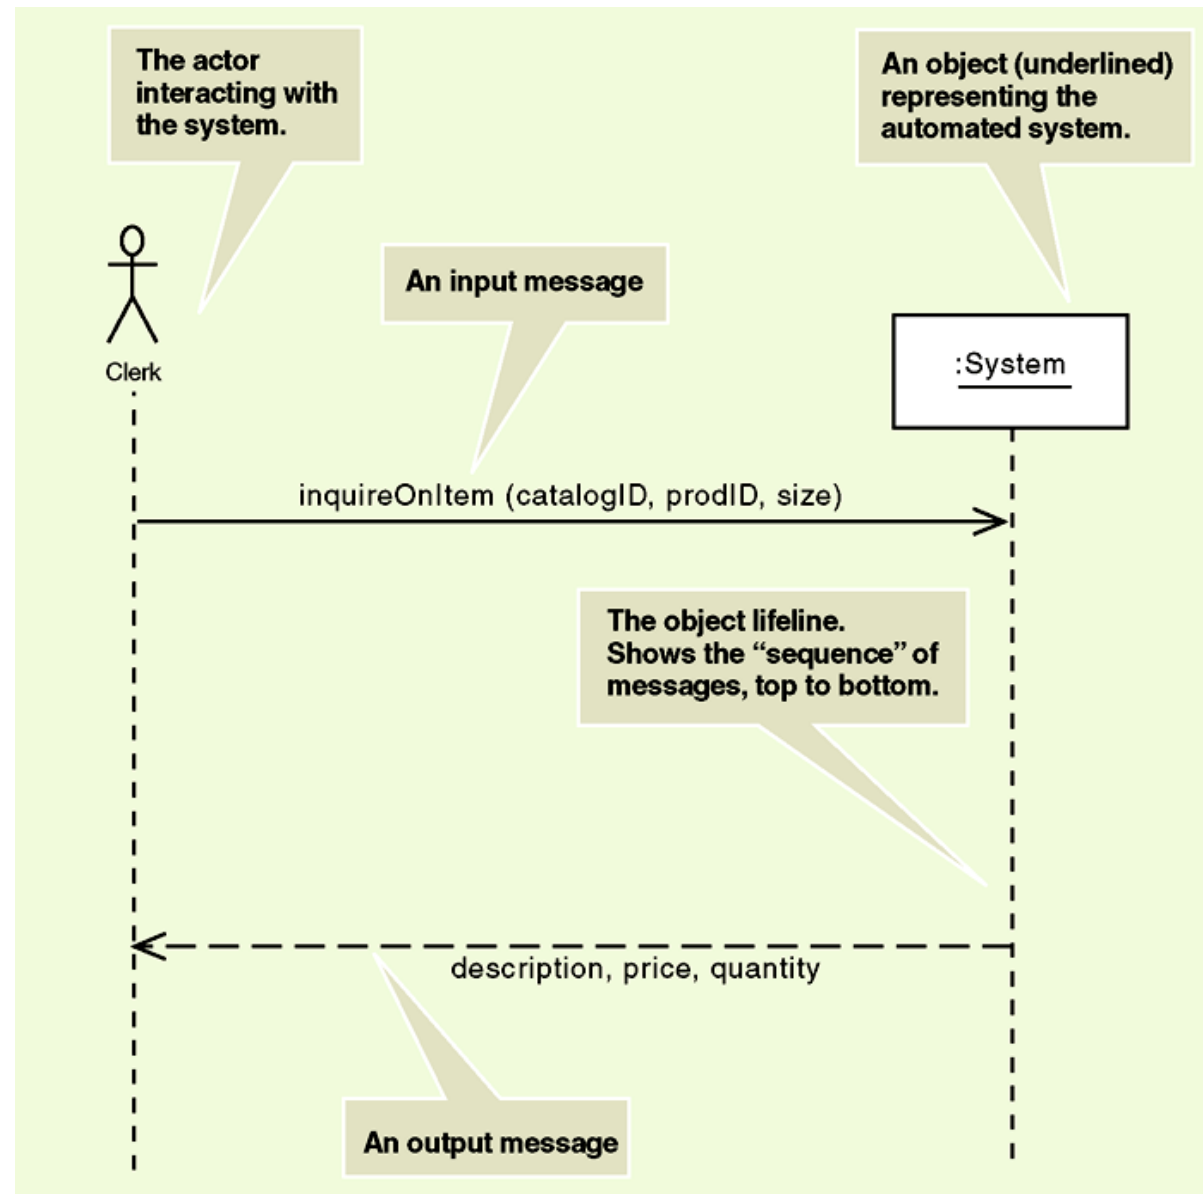 The actor
interacting with
the system.
An object (underlined)
representing the
automated system.
An input message
Clerk
:System
inquireOnItem (catalogID, prodID, size)
The object lifeline.
Shows the “sequence” of
messages, top to bottom.
description, price, quantity
An output message